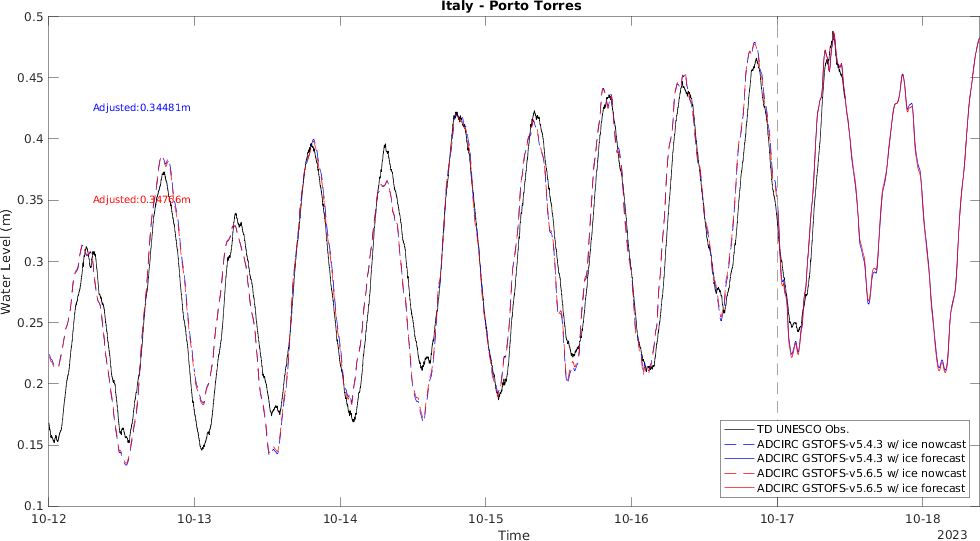 Italy - Porto Torres
0.5
0.45
0.4
0.35
0.3
0.25
0.2
0.15
0.1
Water Level (m)
Adjusted:0.34481m
10-12
10-13
10-14
10-15
10-16
10-17
10-18
Time
2023
TD UNESCO Obs.
ADCIRC GSTOFS-v5.4.3 w/ ice nowcast
ADCIRC GSTOFS-v5.4.3 w/ ice forecast
ADCIRC GSTOFS-v5.6.5 w/ ice nowcast
ADCIRC GSTOFS-v5.6.5 w/ ice forecast